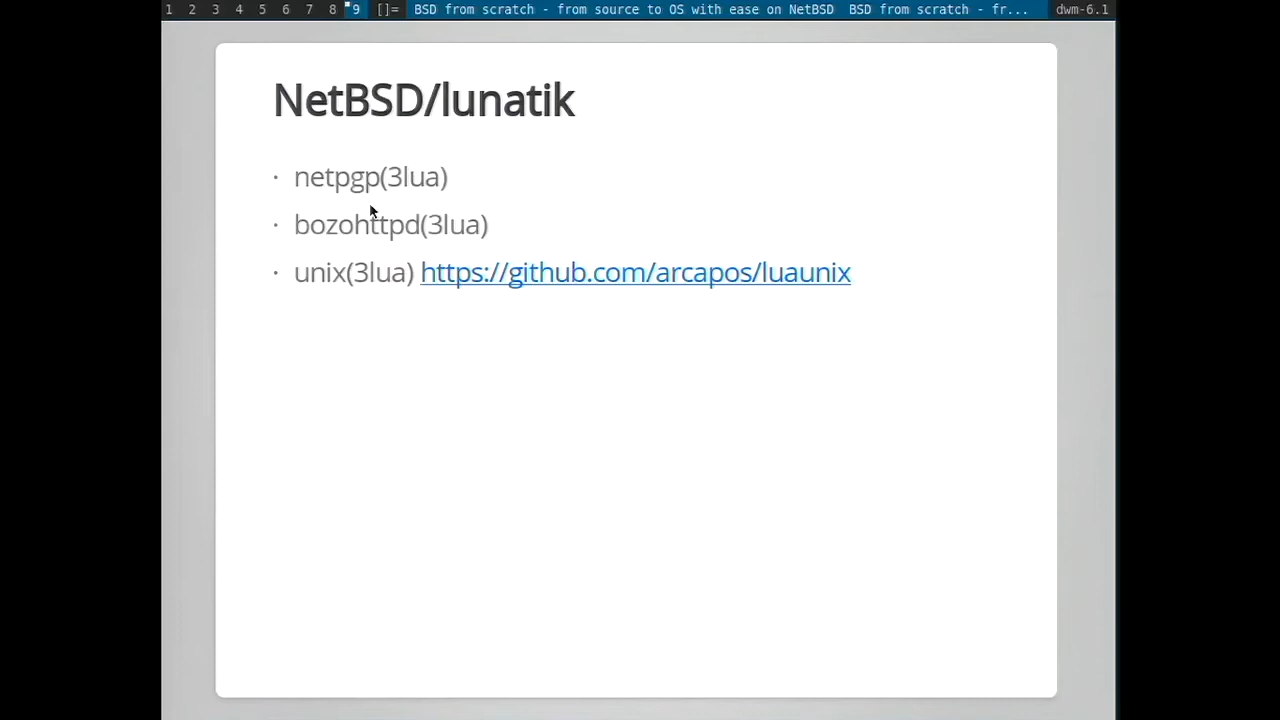 1 2 3 4 5 6 7 8 9 []= BSD from scratch - from source to OS with ease on NetBSD BSD from scratch - fr... dwm-6.1
NetBSD/lunatik
· netpgp(3lua)
· bozohttpd(3lua)
· unix(3lua) https://github.com/arcapos/luaunix